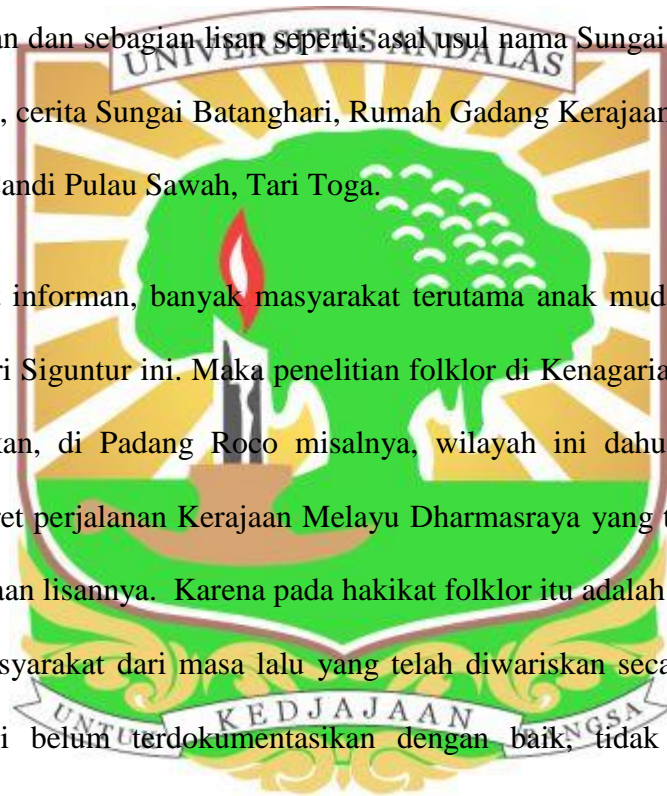 UNIVERSITAS ANDALAS
an dan sebagian lisan seperti: asal usul nama Sungai
, cerita Sungai Batanghari, Rumah Gadang Kerajaan
andi Pulau Sawah, Tari Toga.
informan, banyak masyarakat terutama anak mud
ri Siguntur ini. Maka penelitian folklor di Kenagaria
kan, di Padang Roco misalnya, wilayah ini dahu
ret perjalanan Kerajaan Melayu Dharmasraya yang t
aan lisannya. Karena pada hakikat folklor itu adalah
syarakat dari masa lalu yang telah diwariskan seca
i belum terdokumentasikan dengan baik, tidak
UNTUK KEDJAJAAN BANGSA